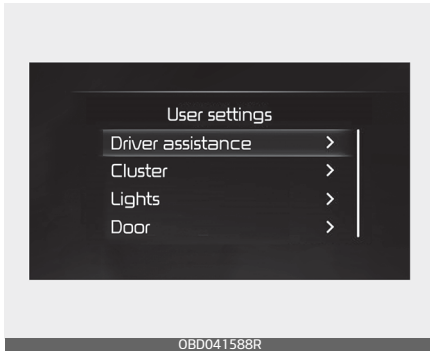 User settings
Driver assistance >
Cluster >
Lights >
Door >
OBD041588R